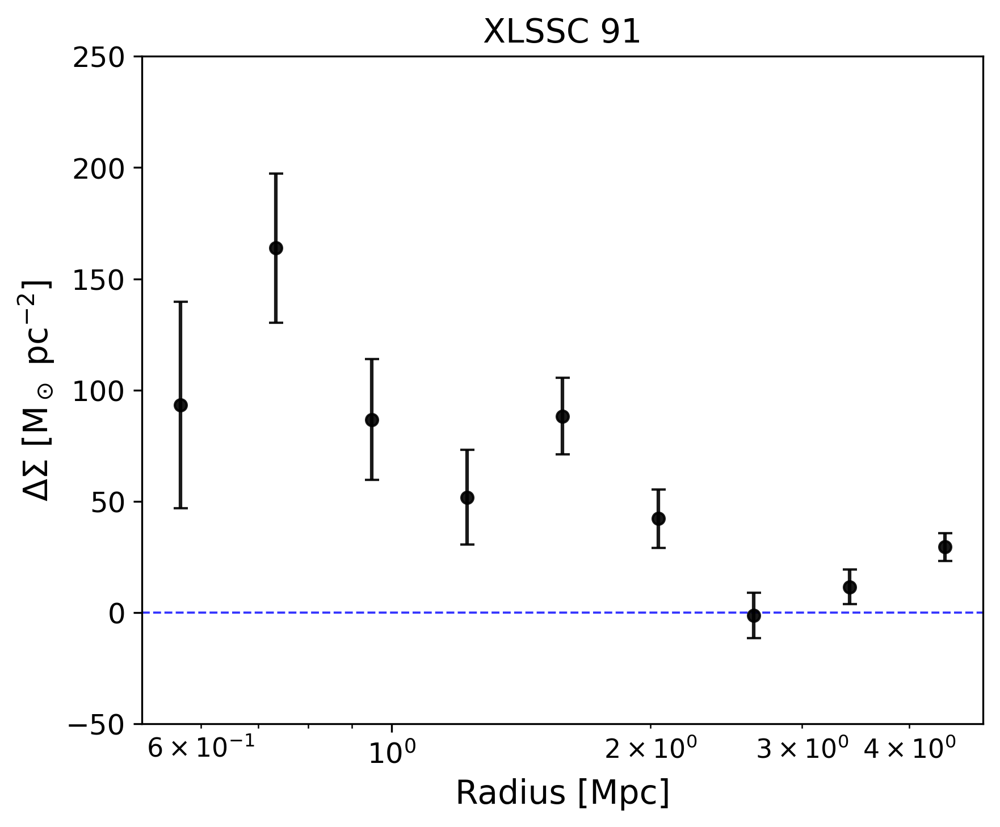 XLSSC 91
250
200
150
100
50
0
−50
ΔΣ [M⊙ pc⁻²]
6 × 10⁻¹
10⁰
2 × 10⁰
3 × 10⁰
4 × 10⁰
Radius [Mpc]